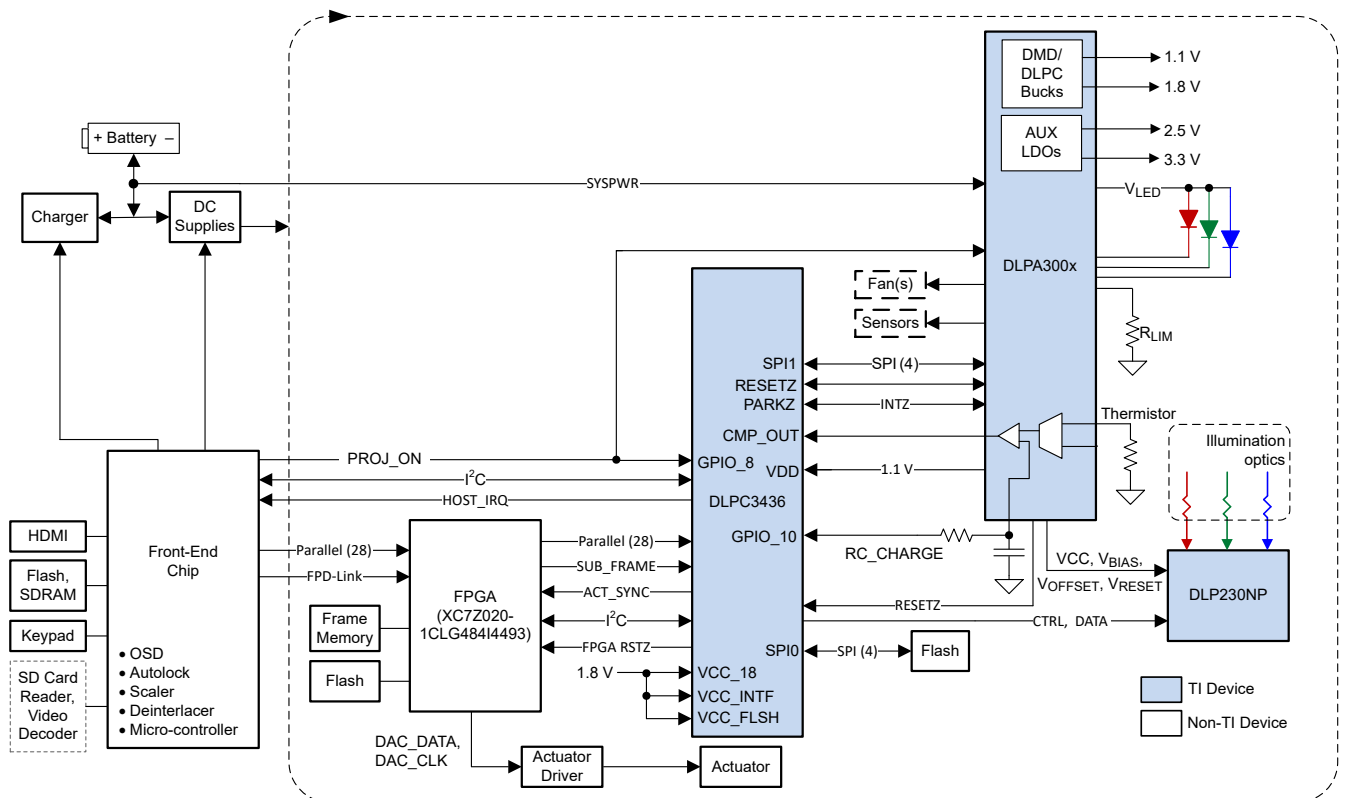 + Battery –
Charger
DC
Supplies
SYSPWR
DMD/
DLPC
Bucks
1.1 V
1.8 V
AUX
LDOs
2.5 V
3.3 V
VLED
DLPA300x
Fan(s)
Sensors
RLIM
SPI1
SPI (4)
RESETZ
PARKZ
INTZ
CMP_OUT
Thermistor
Illumination
optics
PROJ_ON
GPIO_8
VDD
1.1 V
I2C
HOST_IRQ
DLPC3436
GPIO_10
RC_CHARGE
VCC, VBIAS,
VOFFSET, VRESET
DLP230NP
HDMI
Flash,
SDRAM
Keypad
SD Card
Reader,
Video
Decoder
Front-End
Chip
• OSD
• Autolock
• Scaler
• Deinterlacer
• Micro-controller
Parallel (28)
FPD-Link
FPGA
(XC7Z020-
1CLG484I4493)
Frame
Memory
Flash
Parallel (28)
SUB_FRAME
ACT_SYNC
I2C
FPGA RSTZ
1.8 V
RESETZ
CTRL, DATA
SPI0
SPI (4)
Flash
VCC_18
VCC_INTF
VCC_FLSH
DAC_DATA,
DAC_CLK
Actuator
Driver
Actuator
TI Device
Non-TI Device